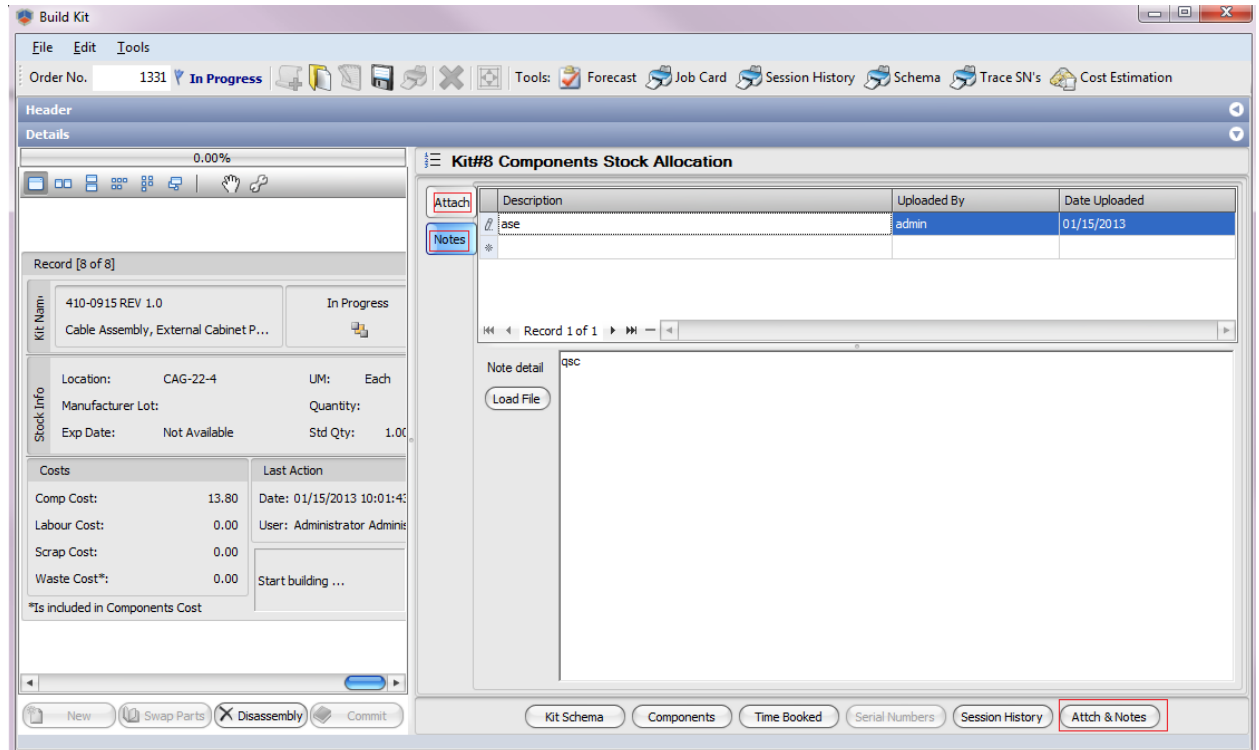 Build Kit
File Edit Tools
Order No. 1331 In Progress Tools: Forecast Job Card Session History Schema Trace SN's Cost Estimation
Header
Details
0.00%
Record [8 of 8]
Kit Nam
410-0915 REV 1.0 In Progress
Cable Assembly, External Cabinet P...
Stock Info
Location: CAG-22-4 UM: Each
Manufacturer Lot: Quantity:
Exp Date: Not Available Std Qty: 1.00
Costs Last Action
Comp Cost: 13.80 Date: 01/15/2013 10:01:43
Labour Cost: 0.00 User: Administrator Adminis
Scrap Cost: 0.00
Waste Cost*: 0.00 Start building ...
*Is included in Components Cost
New Swap Parts Disassembly Commit
Kit#8 Components Stock Allocation
Attach
Notes
Description Uploaded By Date Uploaded
ase admin 01/15/2013
Record 1 of 1
Note detail qsc
Load File
Kit Schema Components Time Booked Serial Numbers Session History Attch & Notes